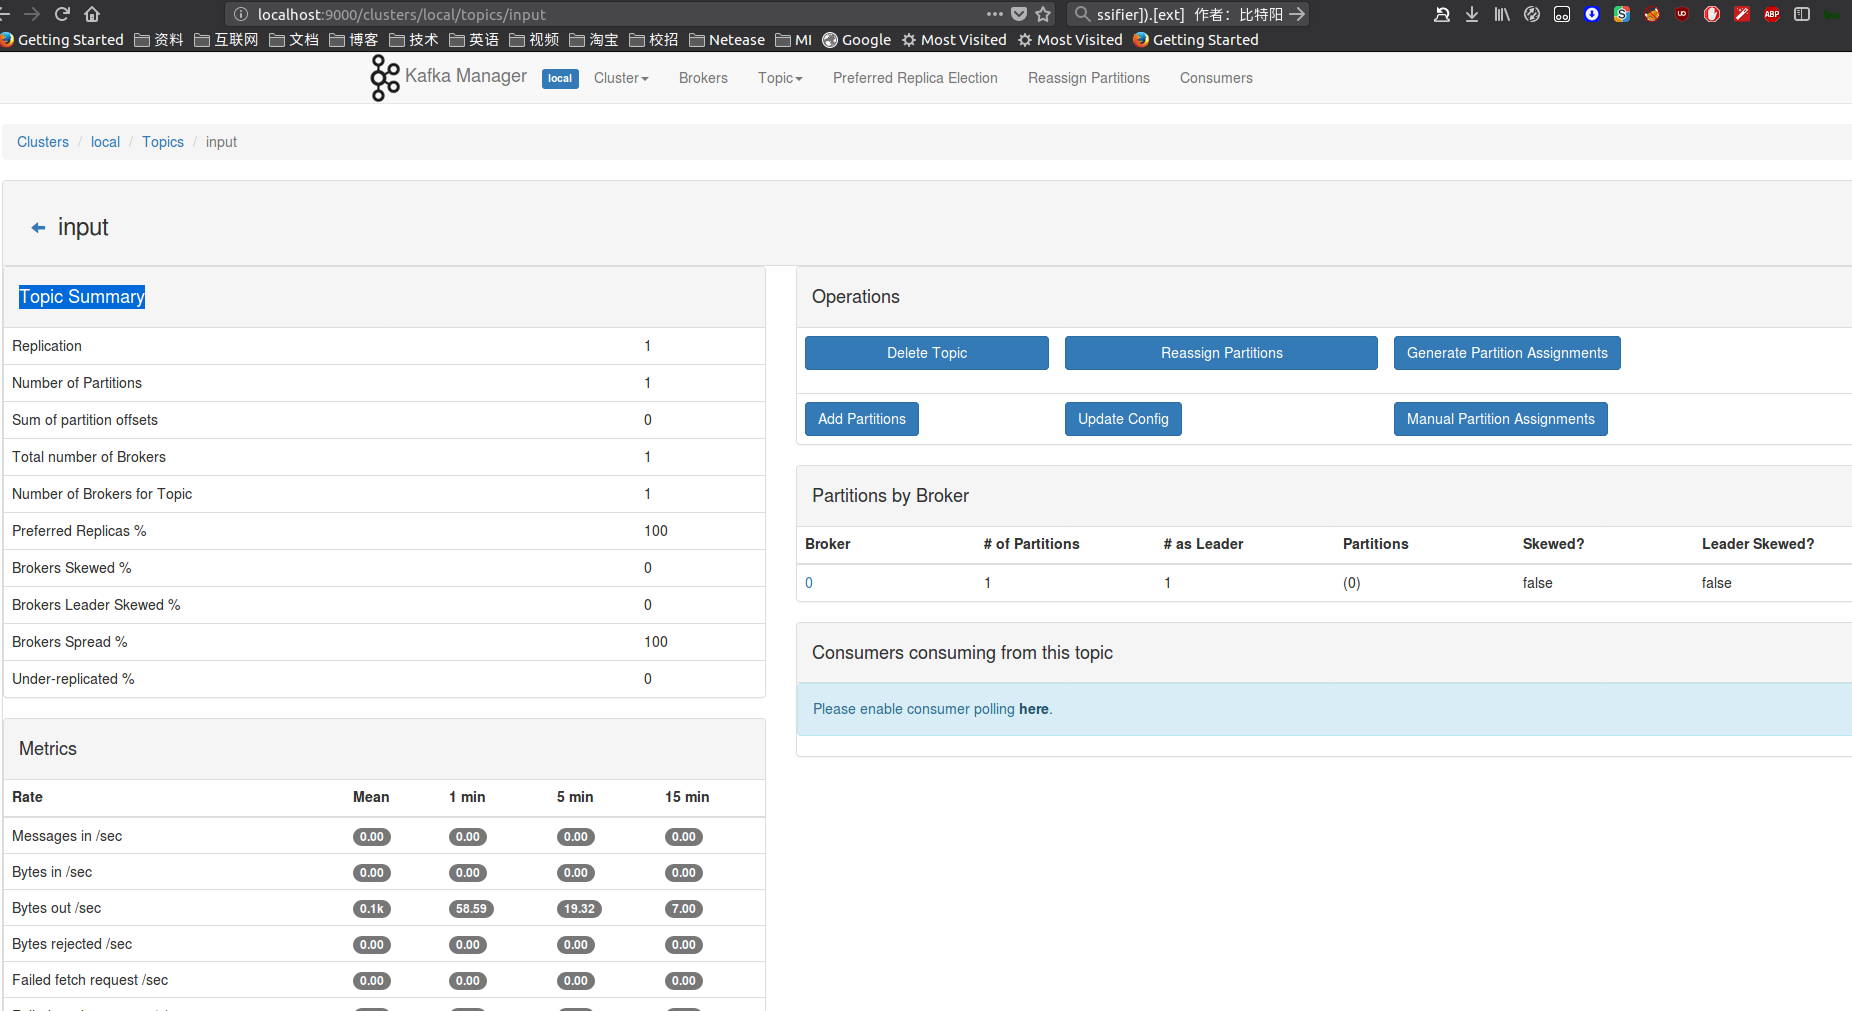 localhost:9000/clusters/local/topics/input
ssifier]).[ext] 作者：比特阳
Getting Started 资料 互联网 文档 博客 技术 英语 视频 淘宝 校招 Netease MI Google Most Visited Most Visited Getting Started
Kafka Manager local Cluster Brokers Topic Preferred Replica Election Reassign Partitions Consumers
Clusters / local / Topics / input
input
Topic Summary
Replication 1
Number of Partitions 1
Sum of partition offsets 0
Total number of Brokers 1
Number of Brokers for Topic 1
Preferred Replicas % 100
Brokers Skewed % 0
Brokers Leader Skewed % 0
Brokers Spread % 100
Under-replicated % 0
Metrics
Rate Mean 1 min 5 min 15 min
Messages in /sec 0.00 0.00 0.00 0.00
Bytes in /sec 0.00 0.00 0.00 0.00
Bytes out /sec 0.1k 58.59 19.32 7.00
Bytes rejected /sec 0.00 0.00 0.00 0.00
Failed fetch request /sec 0.00 0.00 0.00 0.00
Operations
Delete Topic Reassign Partitions Generate Partition Assignments
Add Partitions Update Config Manual Partition Assignments
Partitions by Broker
Broker # of Partitions # as Leader Partitions Skewed? Leader Skewed?
0 1 1 (0) false false
Consumers consuming from this topic
Please enable consumer polling here.